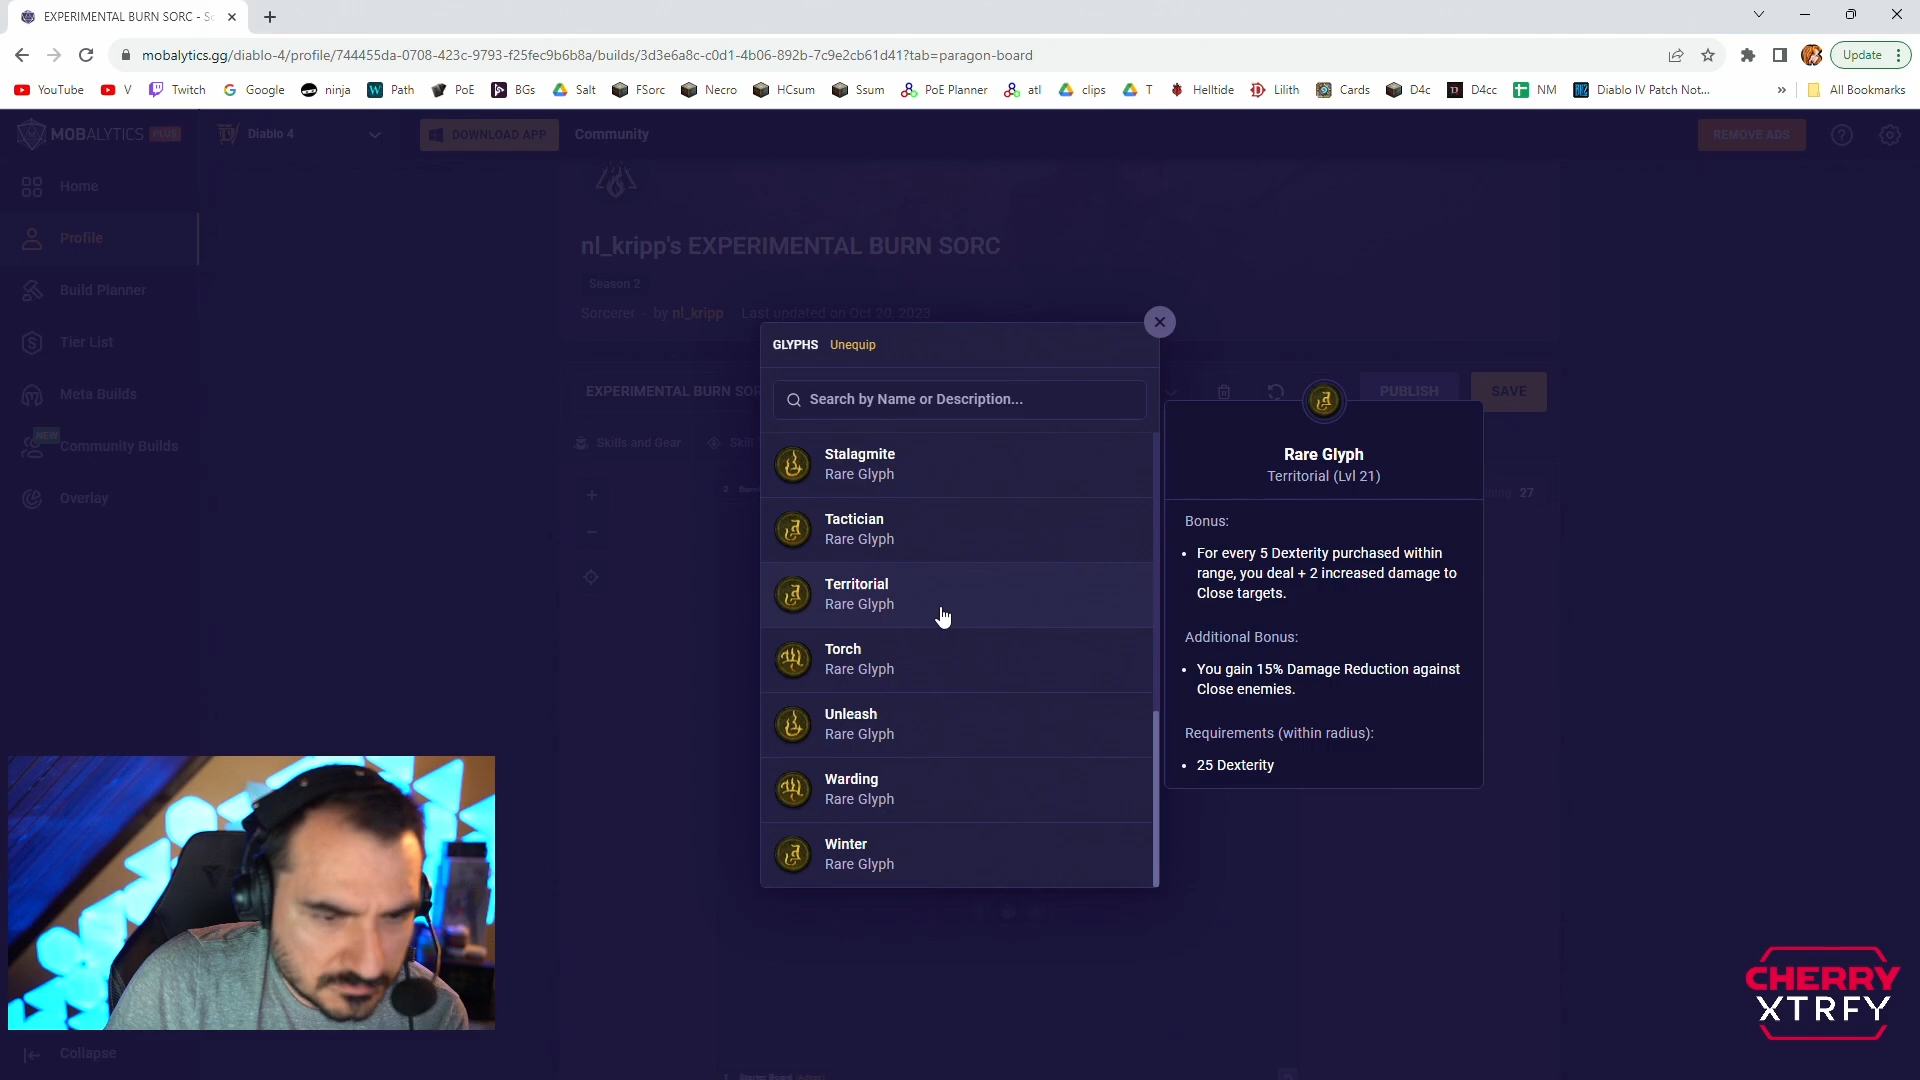 EXPERIMENTAL BURN SORC - So
mobalytics.gg/diablo-4/profile/744455da-0708-423c-9793-f25fec9b6b8a/builds/3d3e6a8c-c0d1-4b06-892b-7c9e2cb61d41?tab=paragon-board
Update
YouTube V Twitch Google ninja Path PoE BGs Salt FSorc Necro HCsum Ssum PoE Planner atl clips T Helltide Lilith Cards D4c D4cc NM Diablo IV Patch Not... » All Bookmarks
MOBALYTICS PLUS Diablo 4 DOWNLOAD APP Community REMOVE ADS
Home
Profile
Build Planner
Tier List
Meta Builds
NEW
Community Builds
Overlay
Collapse
nl_kripp's EXPERIMENTAL BURN SORC
Season 2
Sorcerer - by nl_kripp Last updated on Oct 20, 2023
EXPERIMENTAL BURN SOR PUBLISH SAVE
Skills and Gear Skill
27
GLYPHS Unequip
Search by Name or Description...
Stalagmite
Rare Glyph
Tactician
Rare Glyph
Territorial
Rare Glyph
Torch
Rare Glyph
Unleash
Rare Glyph
Warding
Rare Glyph
Winter
Rare Glyph
Rare Glyph
Territorial (Lvl 21)
Bonus:
• For every 5 Dexterity purchased within
range, you deal + 2 increased damage to
Close targets.
Additional Bonus:
• You gain 15% Damage Reduction against
Close enemies.
Requirements (within radius):
• 25 Dexterity
CHERRY
XTRFY